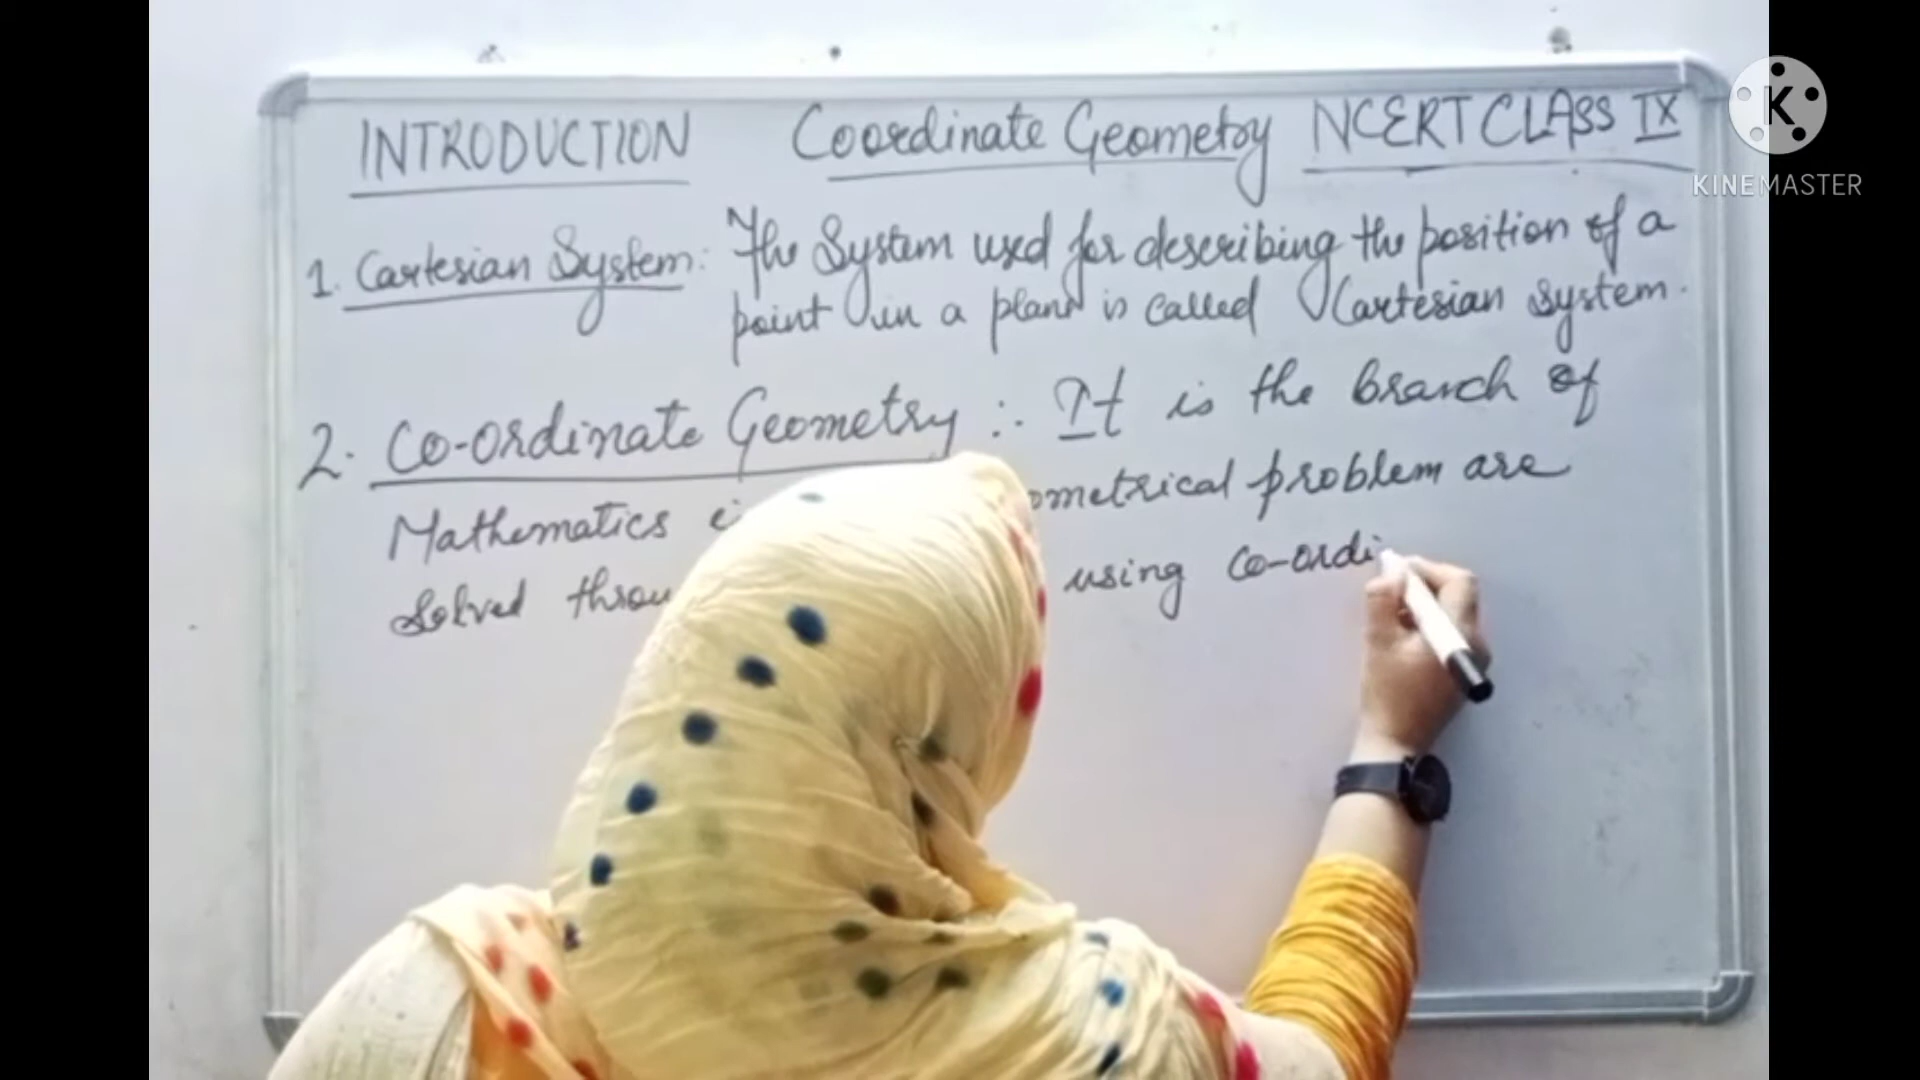 INTRODUCTION Coordinate Geometry NCERT CLASS IX
1. Cartesian System: The System used for describing the position of a
point in a plane is called Cartesian System.
2. Co-ordinate Geometry :. It is the branch of
Mathematics ometrical problem are
Solved throu using Co-ordi
K
KINEMASTER